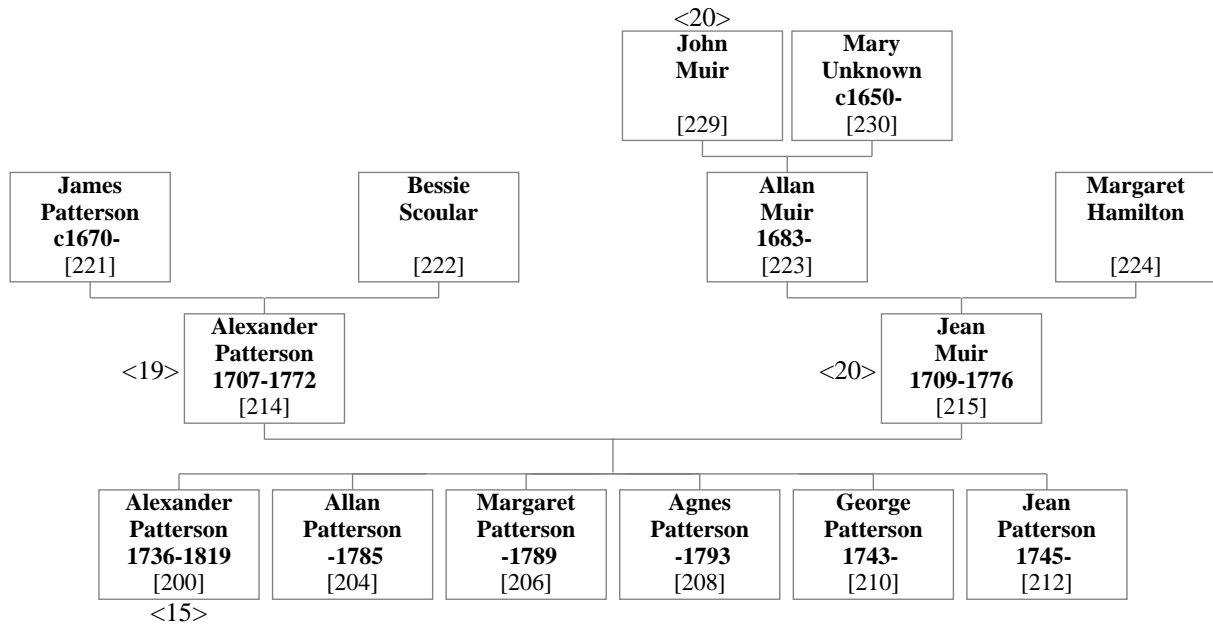 <20>
John
Muir
[229]
Mary
Unknown
c1650-
[230]
James
Patterson
c1670-
[221]
Bessie
Scoular
[222]
Allan
Muir
1683-
[223]
Margaret
Hamilton
[224]
<19>
Alexander
Patterson
1707-1772
[214]
<20>
Jean
Muir
1709-1776
[215]
Alexander
Patterson
1736-1819
[200]
Allan
Patterson
-1785
[204]
Margaret
Patterson
-1789
[206]
Agnes
Patterson
-1793
[208]
George
Patterson
1743-
[210]
Jean
Patterson
1745-
[212]
<15>